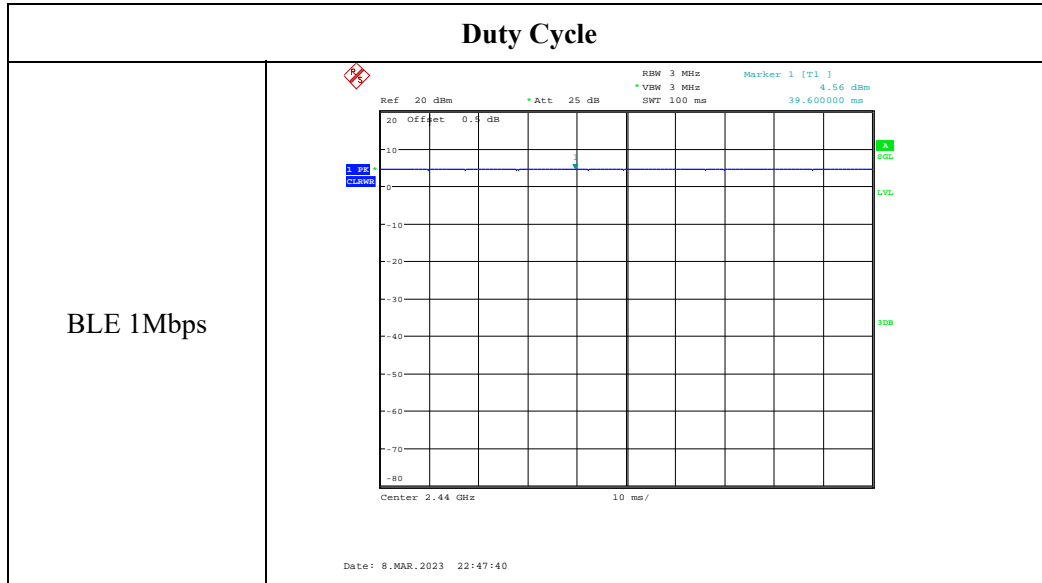 Duty Cycle
BLE 1Mbps
R S
RBW 3 MHz Marker 1 [T1 ]
* VBW 3 MHz 4.56 dBm
Ref 20 dBm * Att 25 dB SWT 100 ms 39.600000 ms
20 Offset 0.5 dB
A
10
SGL
1
1 PK *
CLRWR
0
LVL
-10
-20
-30
3DB
-40
-50
-60
-70
-80
Center 2.44 GHz 10 ms/
Date: 8.MAR.2023 22:47:40